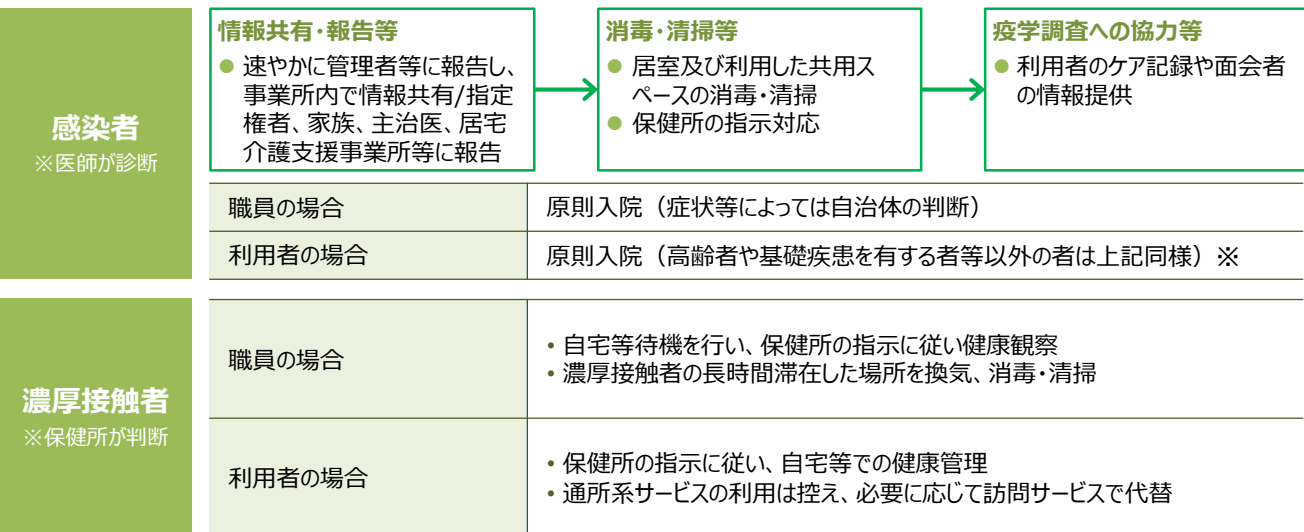 感染者
※医師が診断
情報共有・報告等
● 速やかに管理者等に報告し、
事業所内で情報共有/指定
権者、家族、主治医、居宅
介護支援事業所等に報告
消毒・清掃等
● 居室及び利用した共用ス
ペースの消毒・清掃
● 保健所の指示対応
疫学調査への協力等
● 利用者のケア記録や面会者
の情報提供
職員の場合
原則入院（症状等によっては自治体の判断）
利用者の場合
原則入院（高齢者や基礎疾患を有する者等以外の者は上記同様）※
濃厚接触者
※保健所が判断
職員の場合
• 自宅等待機を行い、保健所の指示に従い健康観察
• 濃厚接触者の長時間滞在した場所を換気、消毒・清掃
利用者の場合
• 保健所の指示に従い、自宅等での健康管理
• 通所系サービスの利用は控え、必要に応じて訪問サービスで代替